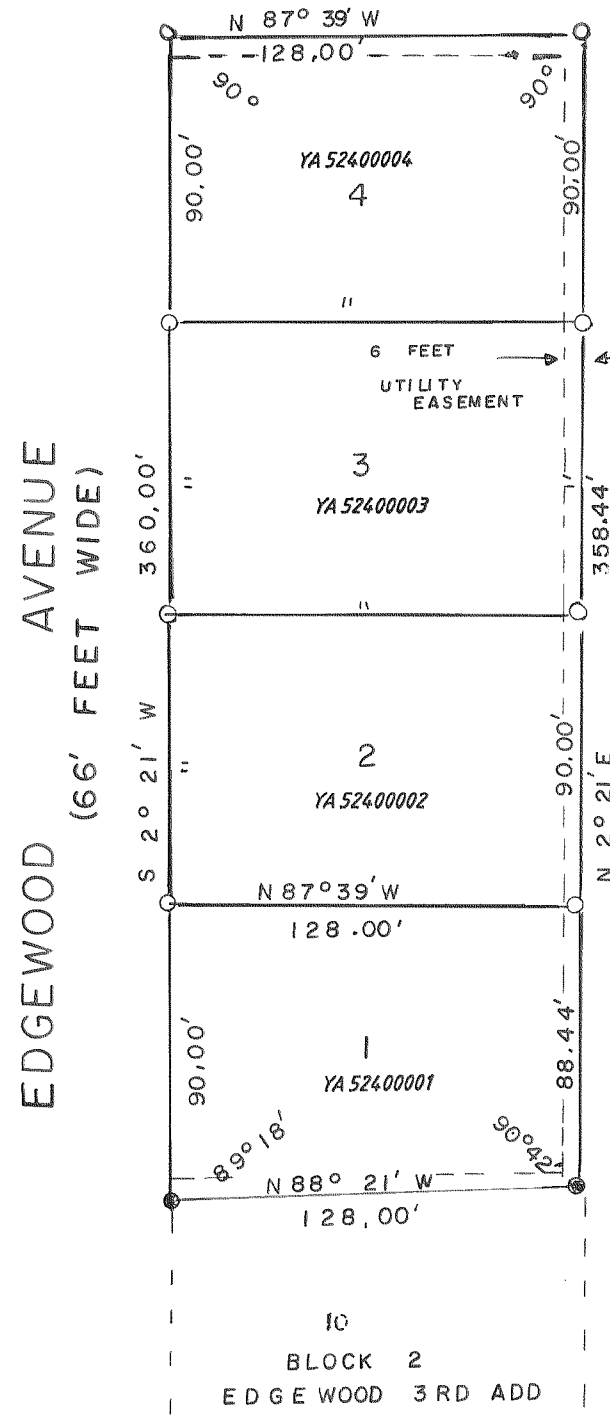 N 87° 39' W
128,00'
90°
90°
90,00'
YA 52400004
4
90,00'
"
6 FEET
UTILITY
EASEMENT
4
EDGEWOOD AVENUE
(66' FEET WIDE)
S 2° 21' W 360,00'
"
3
YA 52400003
'
N 2° 21' E 358.44'
"
"
2
YA 52400002
90.00'
N 87° 39' W
128.00'
90,00'
1
YA 52400001
88.44'
89° 18'
90° 42'
N 88° 21' W
128,00'
10
BLOCK 2
EDGEWOOD 3RD ADD